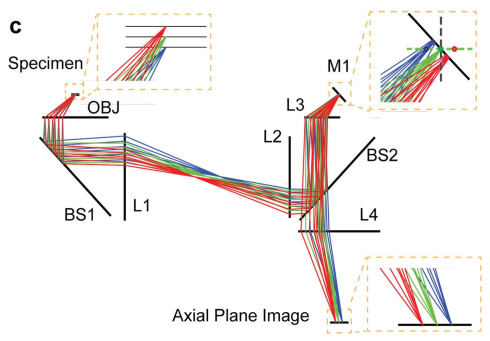 c
Specimen
OBJ
BS1
L1
L2
L3
M1
BS2
L4
Axial Plane Image